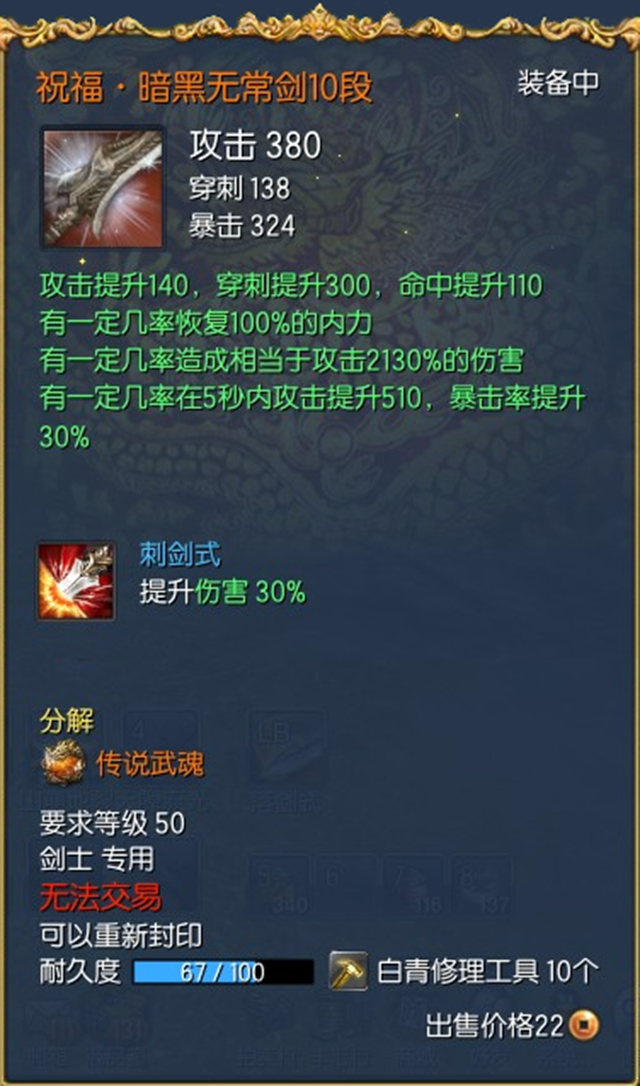 祝福·暗黑无常剑10段
装备中
攻击 380
穿刺 138
暴击 324
攻击提升140，穿刺提升300，命中提升110
有一定几率恢复100%的内力
有一定几率造成相当于攻击2130%的伤害
有一定几率在5秒内攻击提升510，暴击率提升
30%
刺剑式
提升伤害 30%
分解
传说武魂
要求等级 50
剑士 专用
无法交易
可以重新封印
耐久度 67 / 100 白青修理工具 10个
出售价格22